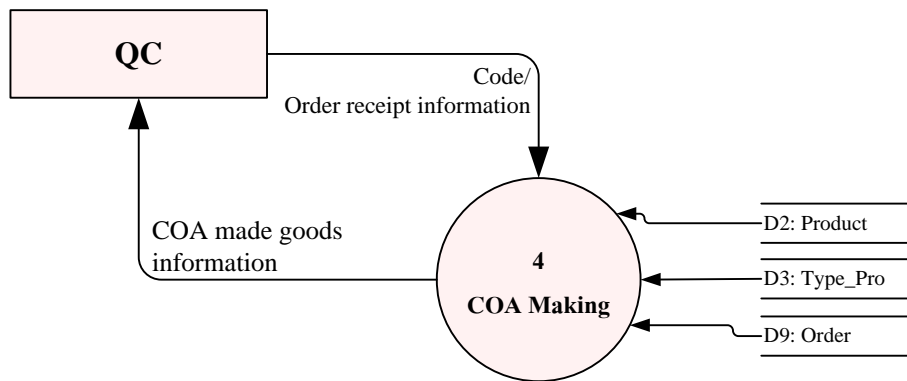 QC
Code/
Order receipt information
COA made goods
information
4
COA Making
D2: Product
D3: Type_Pro
D9: Order